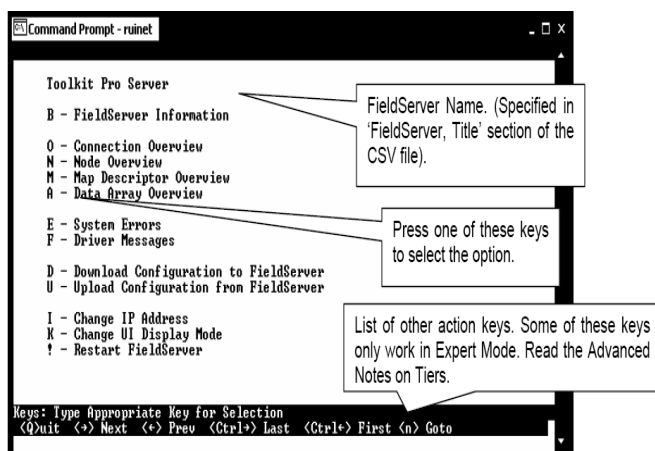 Command Prompt - ruinet
Toolkit Pro Server
B - FieldServer Information
O - Connection Overview
N - Node Overview
M - Map Descriptor Overview
A - Data Array Overview
E - System Errors
F - Driver Messages
D - Download Configuration to FieldServer
U - Upload Configuration from FieldServer
I - Change IP Address
K - Change UI Display Mode
! - Restart FieldServer
FieldServer Name. (Specified in
‘FieldServer, Title’ section of the
CSV file).
Press one of these keys
to select the option.
List of other action keys. Some of these keys
only work in Expert Mode. Read the Advanced
Notes on Tiers.
Keys: Type Appropriate Key for Selection
<Q>uit <→> Next <←> Prev <Ctrl→> Last <Ctrl←> First <n> Goto